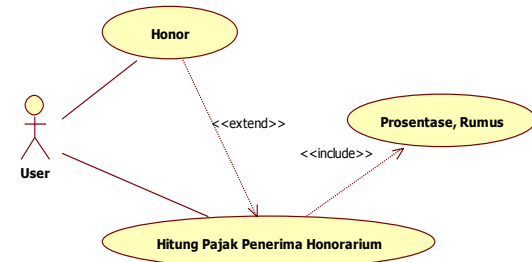 Honor
<<extend>>
Prosentase, Rumus
<<include>>
User
Hitung Pajak Penerima Honorarium